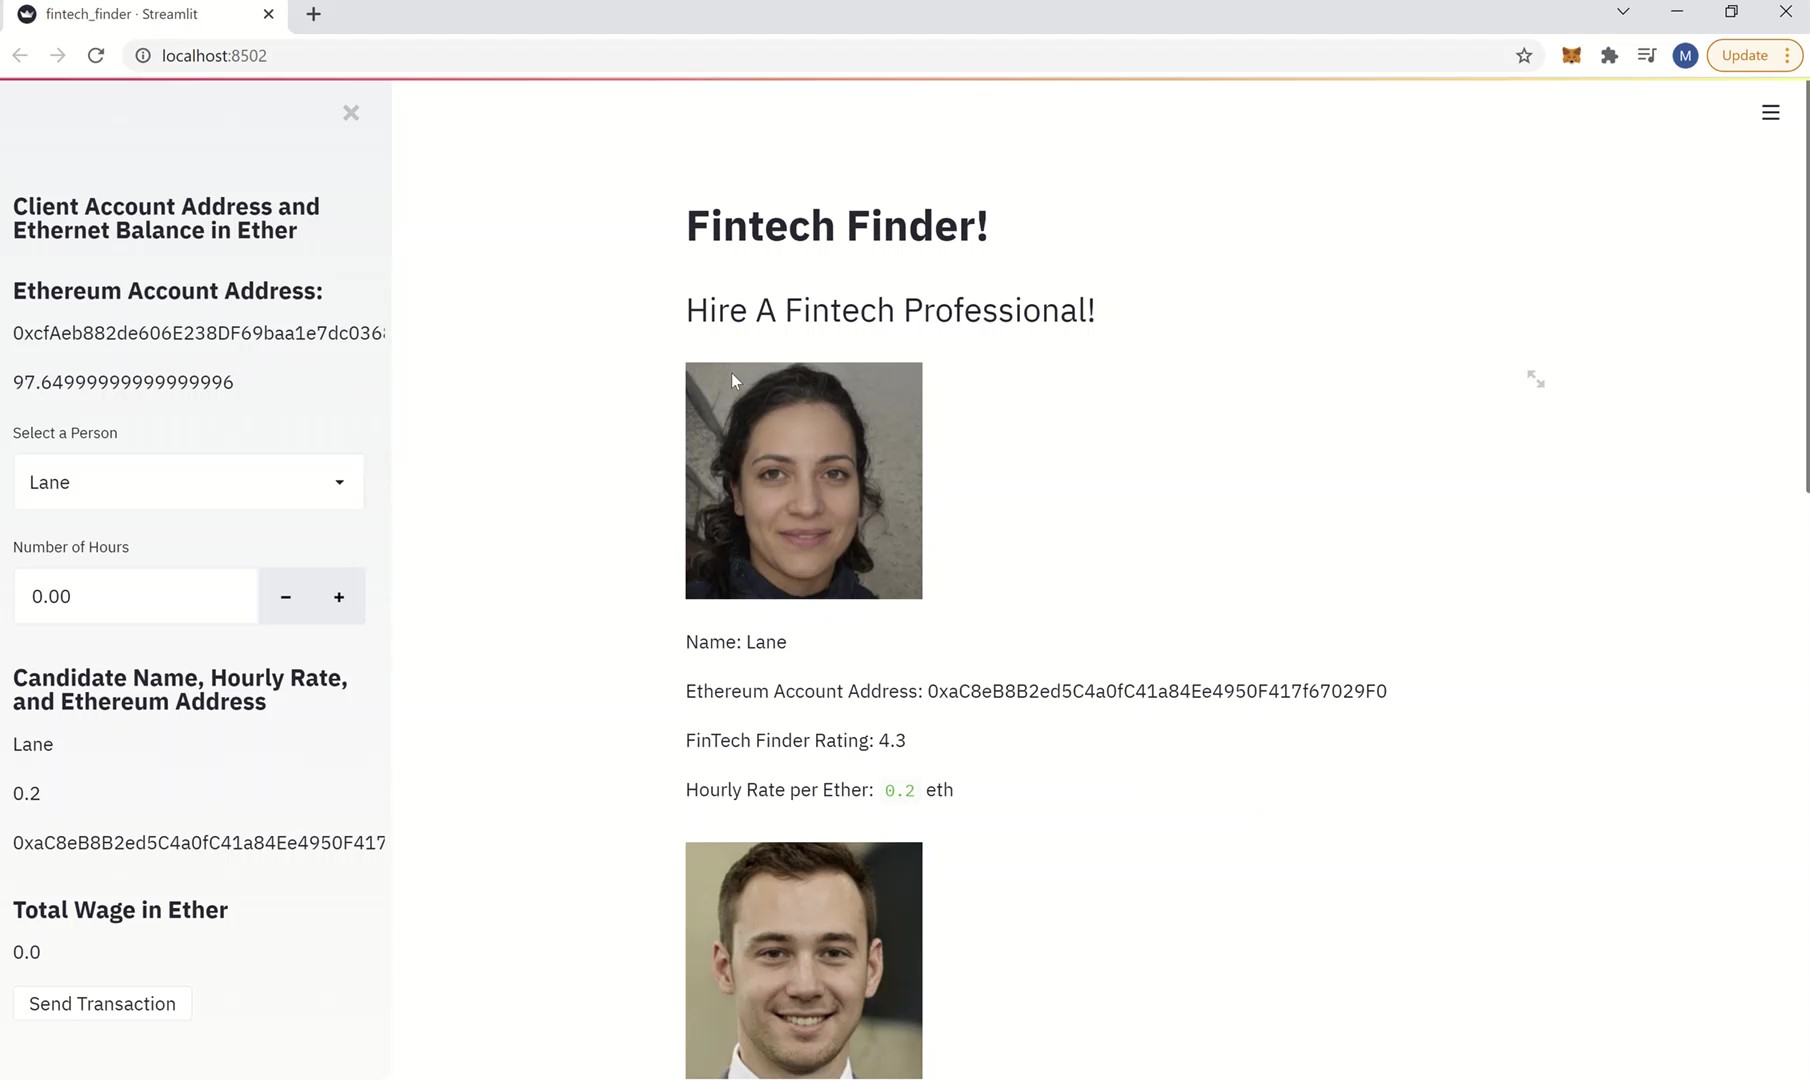 fintech_finder · Streamlit
localhost:8502
M
Update
Client Account Address and
Ethernet Balance in Ether
Ethereum Account Address:
0xcfAeb882de606E238DF69baa1e7dc036
97.64999999999996
Select a Person
Lane
Number of Hours
0.00
Candidate Name, Hourly Rate,
and Ethereum Address
Lane
0.2
0xaC8eB8B2ed5C4a0fC41a84Ee4950F417
Total Wage in Ether
0.0
Send Transaction
Fintech Finder!
Hire A Fintech Professional!
Name: Lane
Ethereum Account Address: 0xaC8eB8B2ed5C4a0fC41a84Ee4950F417f67029F0
FinTech Finder Rating: 4.3
Hourly Rate per Ether: 0.2 eth